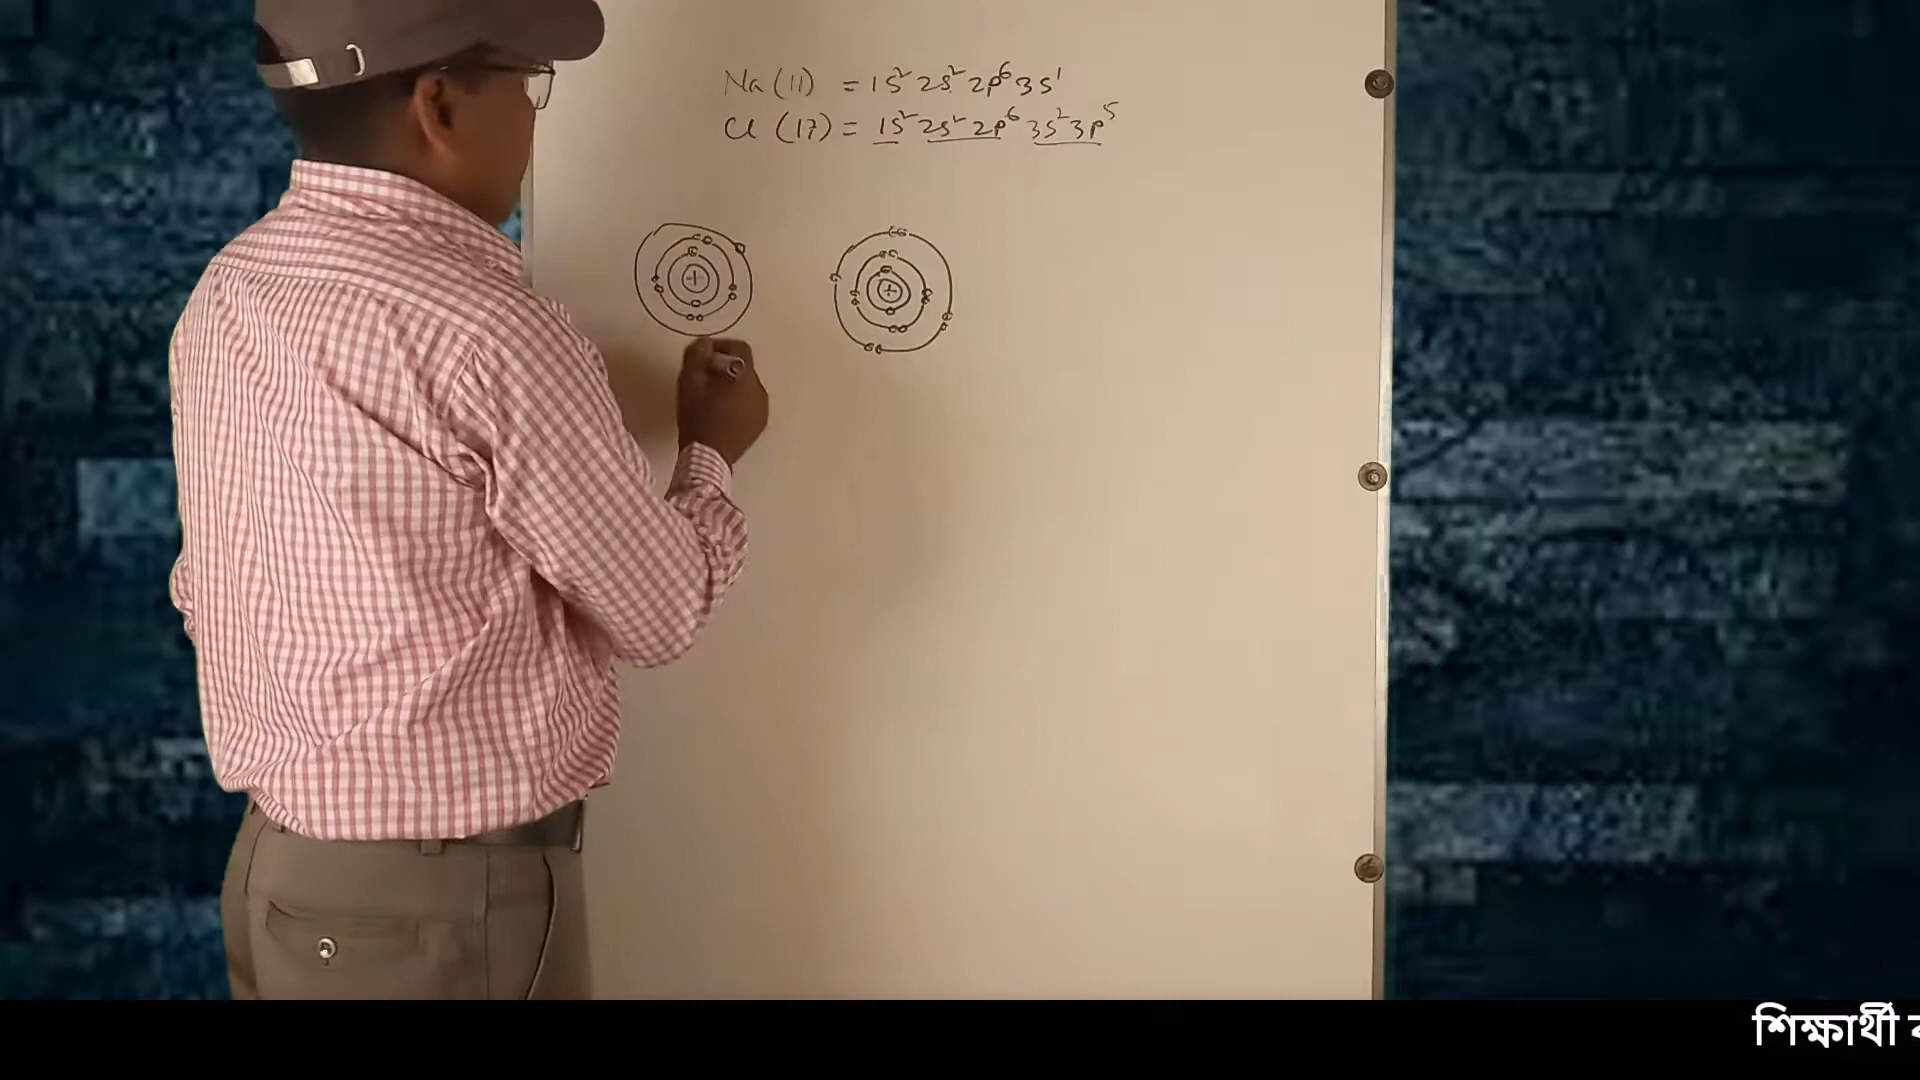 Na (11) = 1s² 2s² 2p⁶ 3s¹
Cl (17) = 1s² 2s² 2p⁶ 3s² 3p⁵
+ +
শিক্ষার্থী